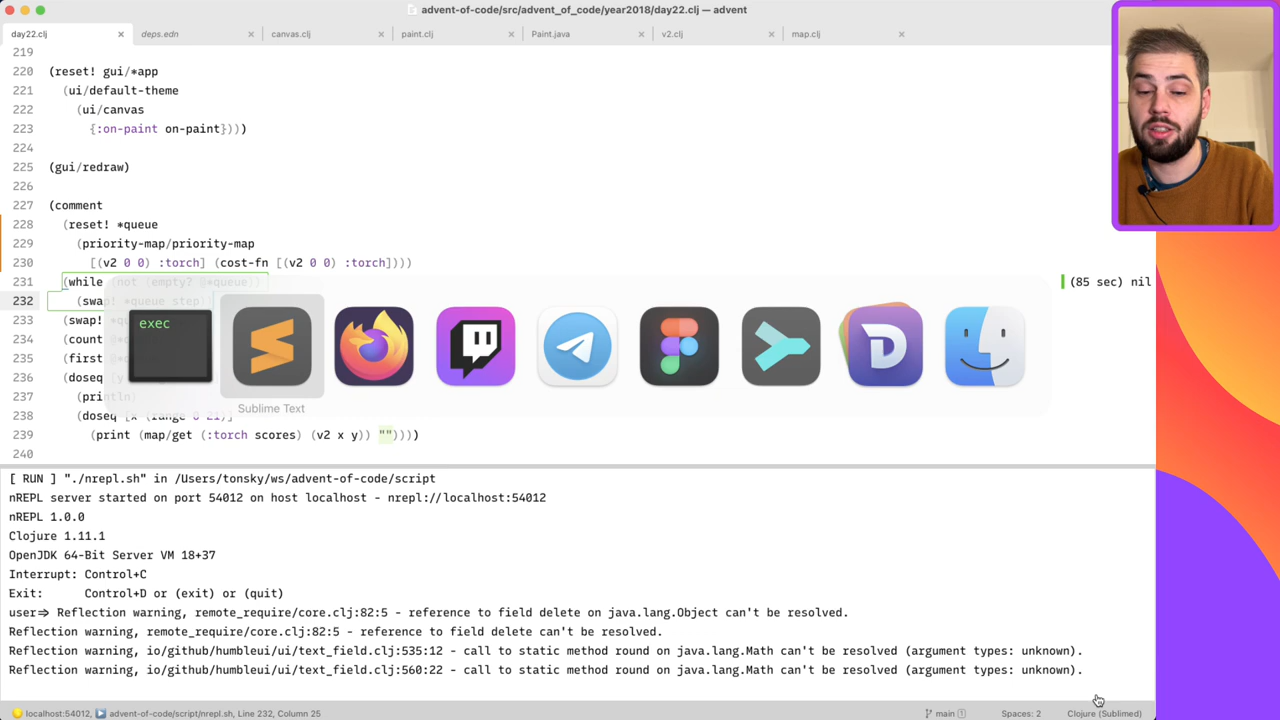 advent-of-code/src/advent_of_code/year2018/day22.clj — advent
day22.clj × deps.edn × canvas.clj × paint.clj × Paint.java × v2.clj × map.clj ×
219
220 (reset! gui/*app
221 (ui/default-theme
222 (ui/canvas
223 {:on-paint on-paint})))
224
225 (gui/redraw)
226
227 (comment
228 (reset! *queue
229 (priority-map/priority-map
230 [(v2 0 0) :torch] (cost-fn [(v2 0 0) :torch])))
231 (while (not (empty? @*queue)) (85 sec) nil
232 (swap! *queue step))
233 (swap!
234 (count
235 (first
236 (doseq
237 (println)
238 (doseq [x (range 0 21)]
239 (print (map/get (:torch scores) (v2 x y)) ""))))
240
exec
Sublime Text
[ RUN ] "./nrepl.sh" in /Users/tonsky/ws/advent-of-code/script
nREPL server started on port 54012 on host localhost - nrepl://localhost:54012
nREPL 1.0.0
Clojure 1.11.1
OpenJDK 64-Bit Server VM 18+37
Interrupt: Control+C
Exit: Control+D or (exit) or (quit)
user=> Reflection warning, remote_require/core.clj:82:5 - reference to field delete on java.lang.Object can't be resolved.
Reflection warning, remote_require/core.clj:82:5 - reference to field delete can't be resolved.
Reflection warning, io/github/humbleui/ui/text_field.clj:535:12 - call to static method round on java.lang.Math can't be resolved (argument types: unknown).
Reflection warning, io/github/humbleui/ui/text_field.clj:560:22 - call to static method round on java.lang.Math can't be resolved (argument types: unknown).
localhost:54012, advent-of-code/script/nrepl.sh, Line 232, Column 25 main 1 Spaces: 2 Clojure (Sublimed)